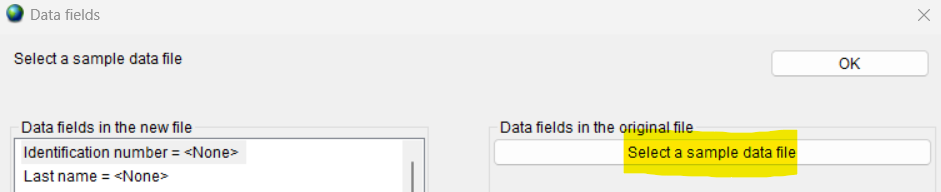 Data fields
Select a sample data file
OK
Data fields in the new file
Data fields in the original file
Identification number = <None>
Select a sample data file
Last name = <None>